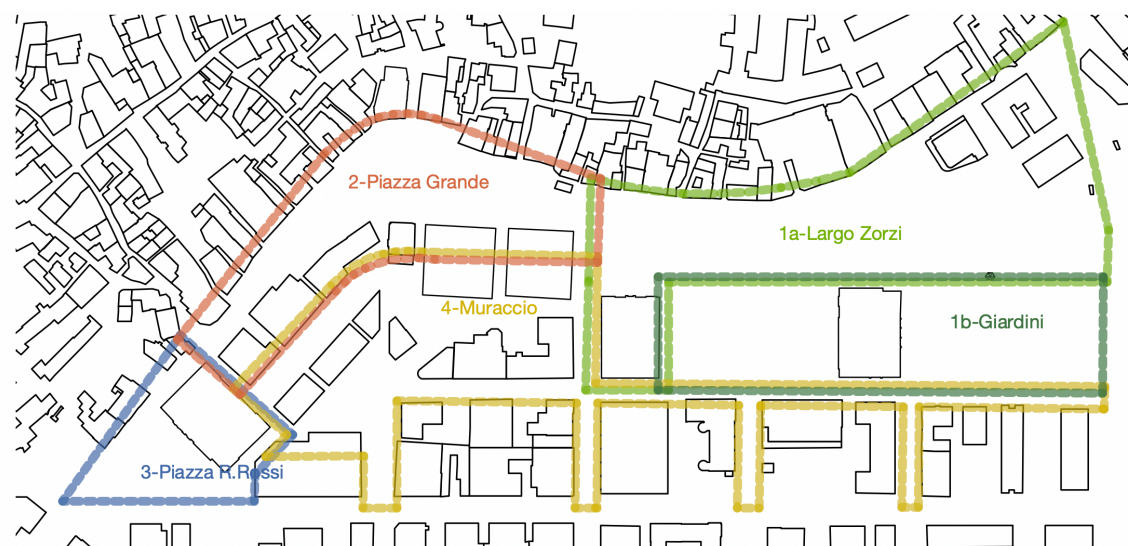 2-Piazza Grande
1a-Largo Zorzi
4-Muraccio
1b-Giardini
3-Piazza R.Rossi